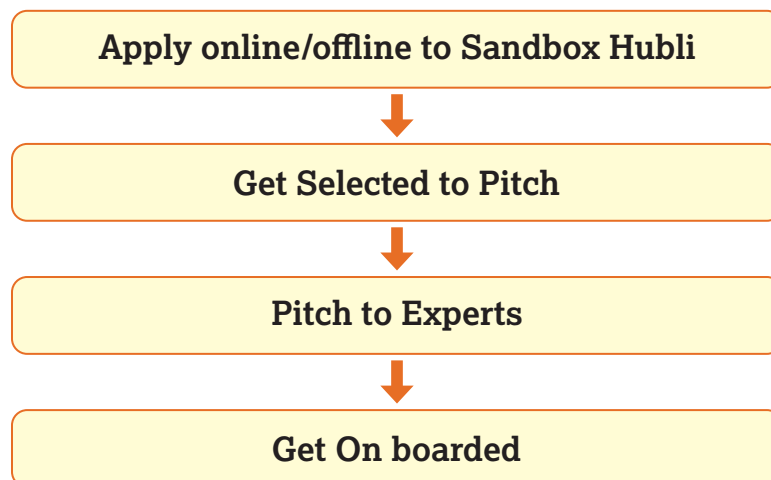 Apply online/offline to Sandbox Hubli
Get Selected to Pitch
Pitch to Experts
Get On boarded